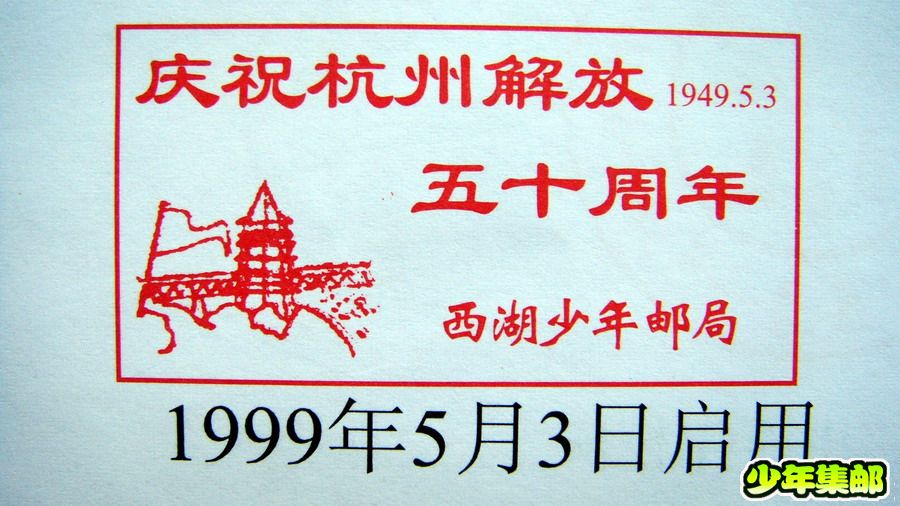 庆祝杭州解放 1949.5.3
五十周年
西湖少年邮局
1999年5月3日启用
少年集邮